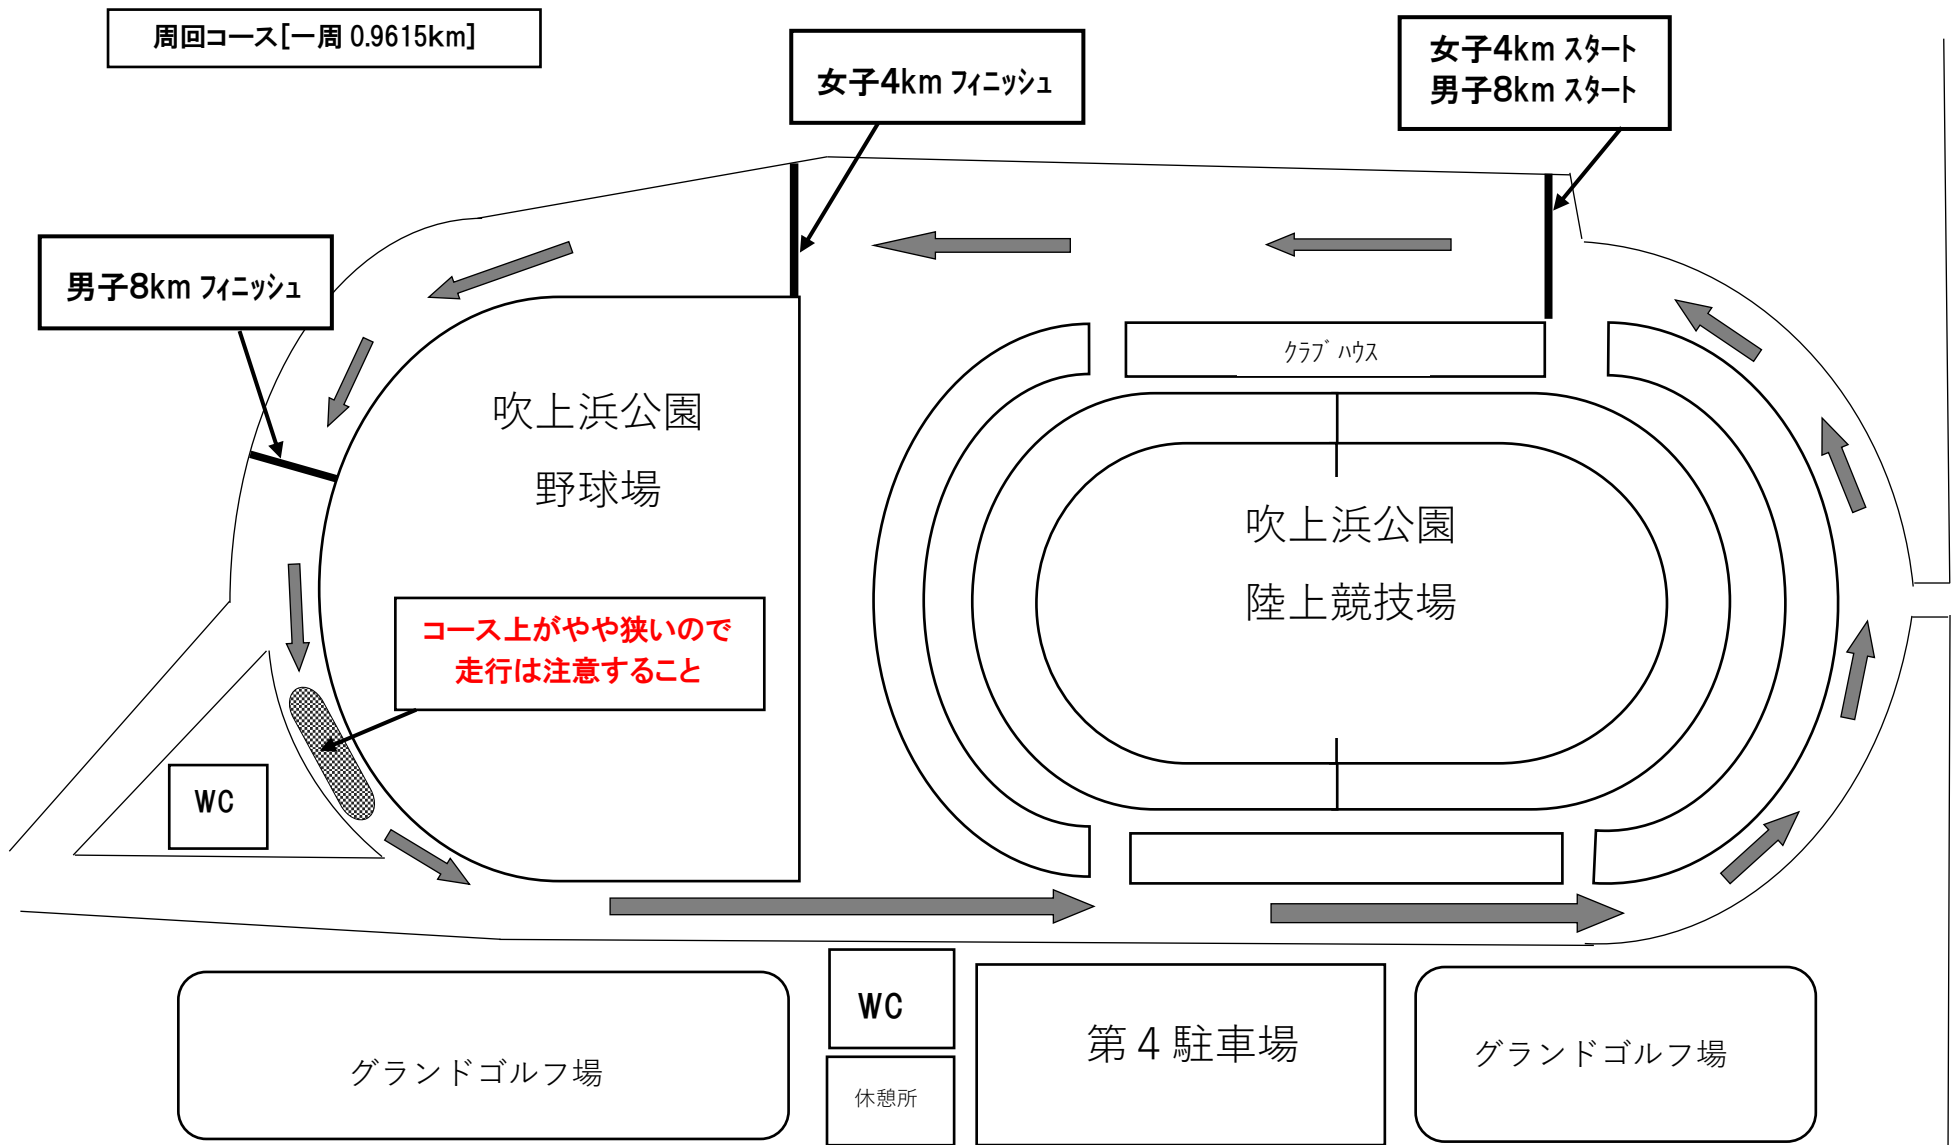 周回コース[一周 0.9615km]
女子4km フィニッシュ
女子4km スタート
男子8km スタート
男子8km フィニッシュ
クラブハウス
吹上浜公園
野球場
吹上浜公園
陸上競技場
コース上がやや狭いので
走行は注意すること
WC
WC
休憩所
第4駐車場
グランドゴルフ場
グランドゴルフ場